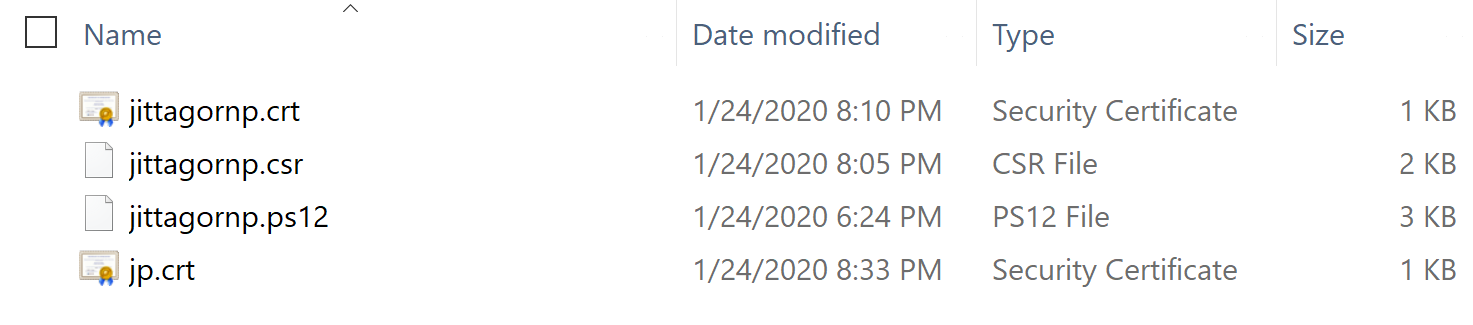 Name Date modified Type Size
jittagornp.crt 1/24/2020 8:10 PM Security Certificate 1 KB
jittagornp.csr 1/24/2020 8:05 PM CSR File 2 KB
jittagornp.ps12 1/24/2020 6:24 PM PS12 File 3 KB
jp.crt 1/24/2020 8:33 PM Security Certificate 1 KB